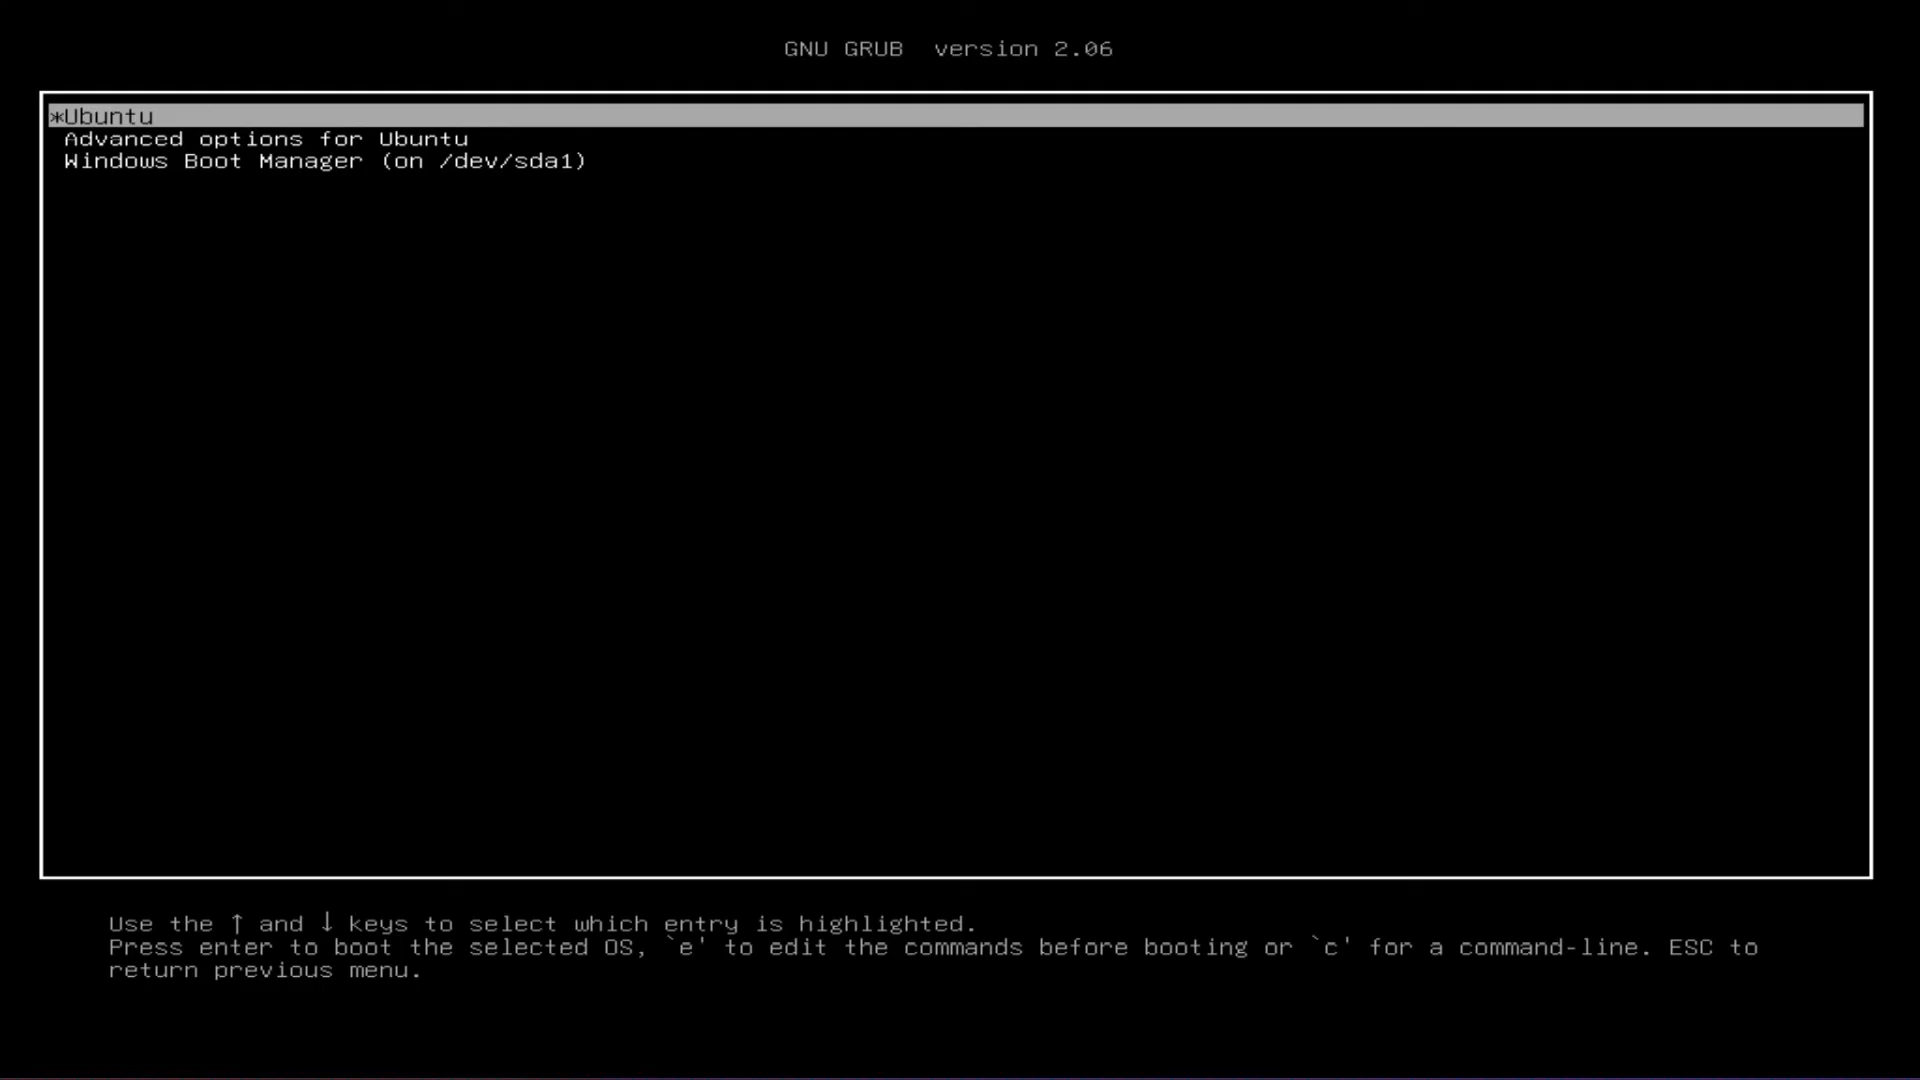 GNU GRUB  version 2.06
*Ubuntu
Advanced options for Ubuntu
Windows Boot Manager (on /dev/sda1)
Use the ↑ and ↓ keys to select which entry is highlighted.
Press enter to boot the selected OS, `e' to edit the commands before booting or `c' for a command-line. ESC to
return previous menu.